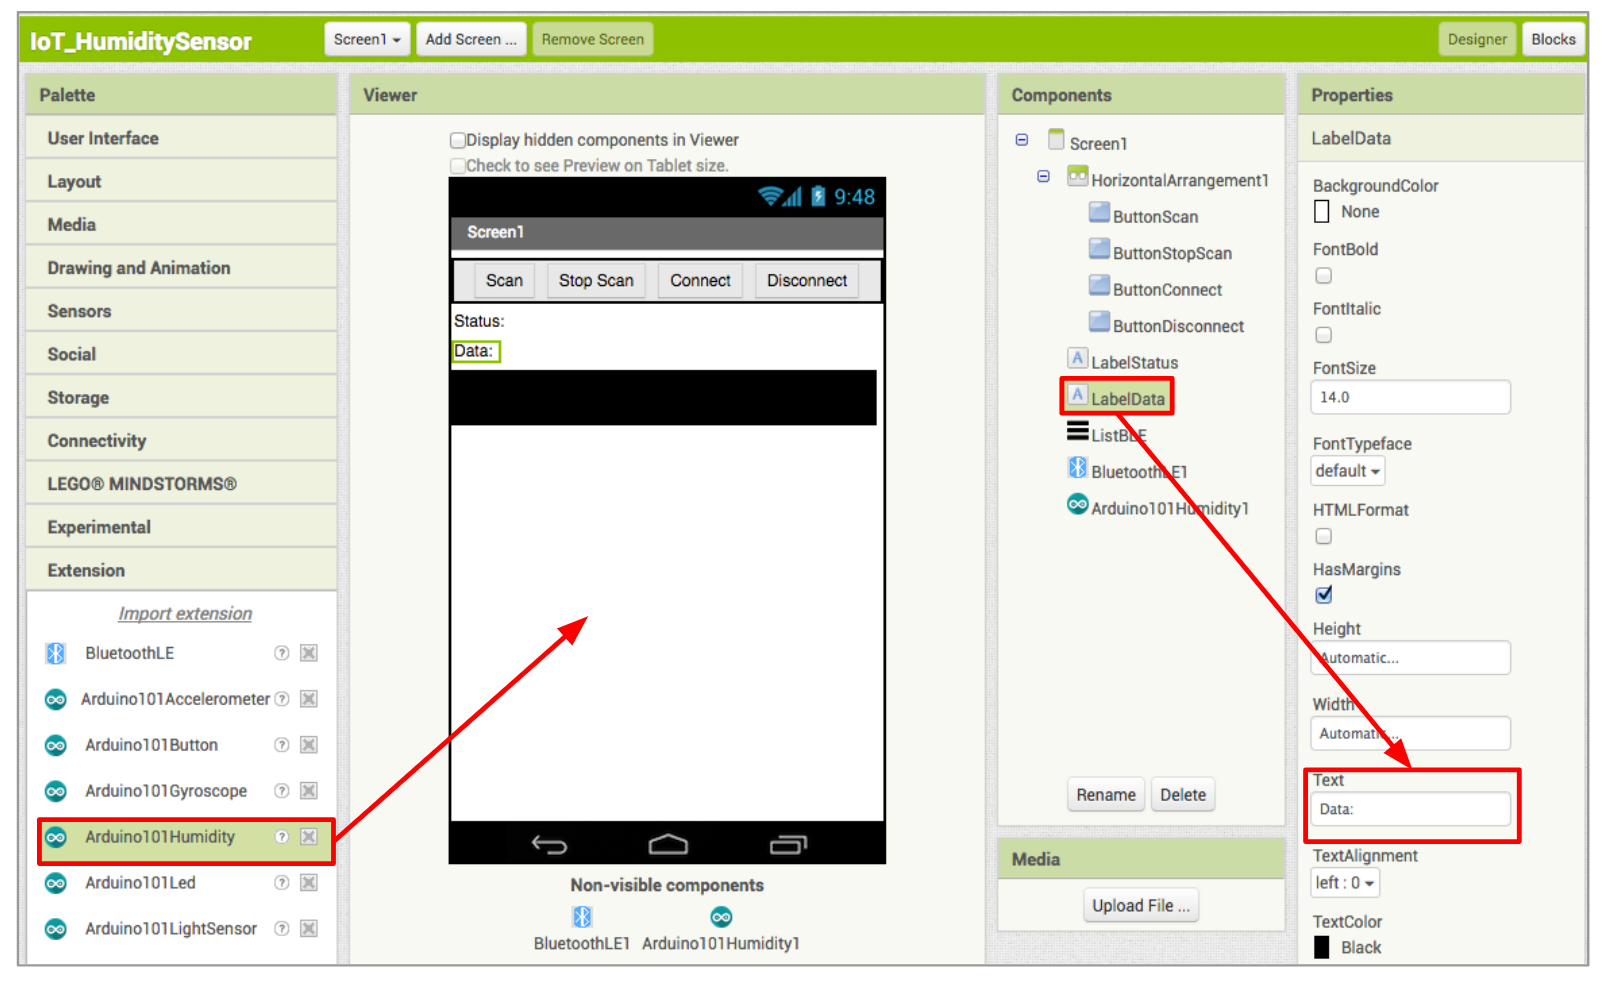 IoT_HumiditySensor
Screen1
Add Screen ...
Remove Screen
Designer
Blocks
Palette
User Interface
Layout
Media
Drawing and Animation
Sensors
Social
Storage
Connectivity
LEGO® MINDSTORMS®
Experimental
Extension
Import extension
BluetoothLE ?
Arduino101Accelerometer ?
Arduino101Button ?
Arduino101Gyroscope ?
Arduino101Humidity ?
Arduino101Led ?
Arduino101LightSensor ?
Viewer
Display hidden components in Viewer
Check to see Preview on Tablet size.
9:48
Screen1
Scan
Stop Scan
Connect
Disconnect
Status:
Data:
Non-visible components
BluetoothLE1
Arduino101Humidity1
Components
Screen1
HorizontalArrangement1
ButtonScan
ButtonStopScan
ButtonConnect
ButtonDisconnect
A LabelStatus
A LabelData
ListBLE
BluetoothLE1
Arduino101Humidity1
Rename
Delete
Media
Upload File ...
Properties
LabelData
BackgroundColor
None
FontBold
FontItalic
FontSize
14.0
FontTypeface
default
HTMLFormat
HasMargins
Height
Automatic...
Width
Automatic...
Text
Data:
TextAlignment
left : 0
TextColor
Black